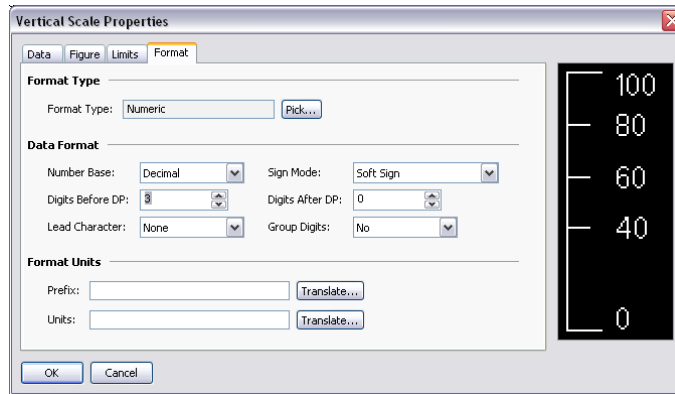 Vertical Scale Properties
Data Figure Limits Format
Format Type
Format Type: Numeric Pick...
Data Format
Number Base: Decimal Sign Mode: Soft Sign
Digits Before DP: 3 Digits After DP: 0
Lead Character: None Group Digits: No
Format Units
Prefix: Translate...
Units: Translate...
OK Cancel
100
80
60
40
0